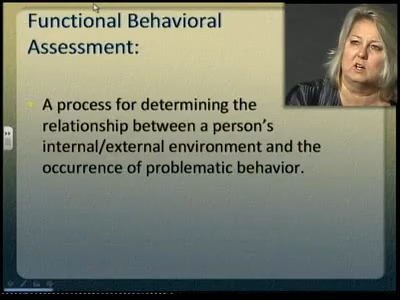 Functional Behavioral
Assessment:
A process for determining the
relationship between a person's
internal/external environment and the
occurrence of problematic behavior.